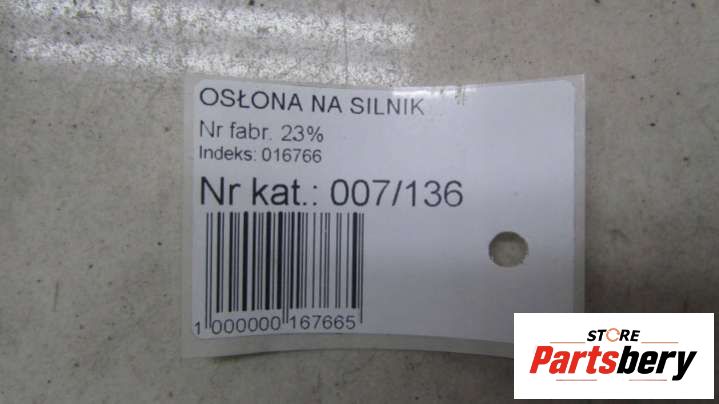 OSŁONA NA SILNIK
Nr fabr. 23%
Indeks: 016766
Nr kat.: 007/136
1 000000 167665
STORE
Partsbery